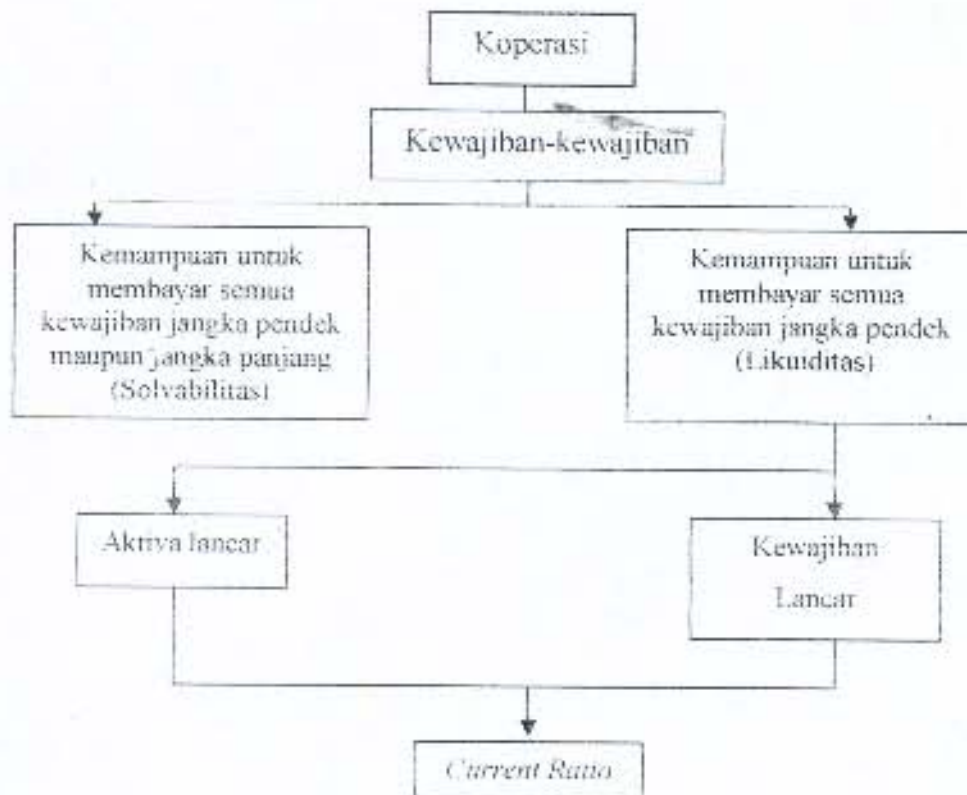 Koperasi
Kewajiban-kewajiban
Kemampuan untuk
membayar semua
kewajiban jangka pendek
maupun jangka panjang
(Solvabilitas)
Kemampuan untuk
membayar semua
kewajiban jangka pendek
(Likuiditas)
Aktiva lancar
Kewajiban
Lancar
Current Ratio